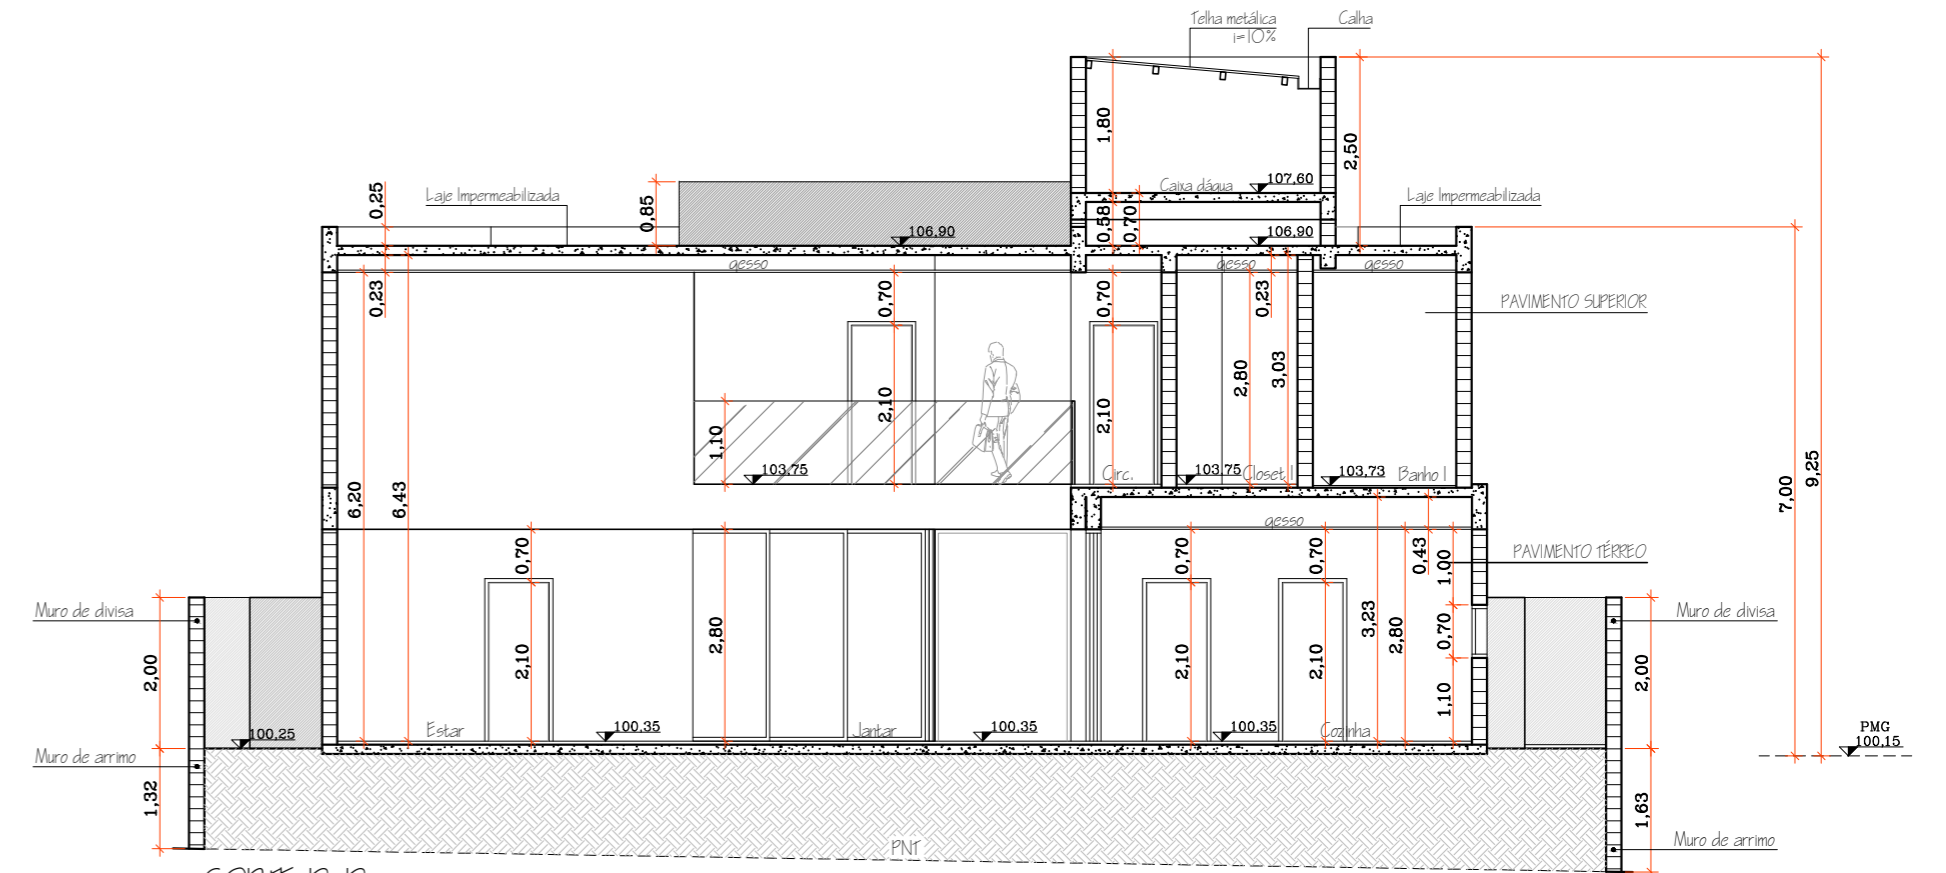 Telha metálica
i=10%
Calha
1,80
2,50
0,25
Laje Impermeabilizada
0,85
Caixa dágua
107,60
Laje Impermeabilizada
0,58
0,70
106,90
106,90
gesso
gesso
gesso
0,23
0,70
0,70
0,23
PAVIMENTO SUPERIOR
2,80
3,03
2,10
2,10
1,10
103,75
Circ.
103,75
Closet 1
103,73
Banho 1
6,20
6,43
7,00
9,25
gesso
0,70
0,70
0,70
0,43
1,00
PAVIMENTO TÉRREO
Muro de divisa
Muro de divisa
3,23
2,80
0,70
2,10
2,80
2,10
2,10
2,00
2,00
1,10
Estar
100,35
Jantar
100,35
100,35
Cozinha
100,25
PMG
100,15
Muro de arrimo
1,32
1,63
PNT
Muro de arrimo